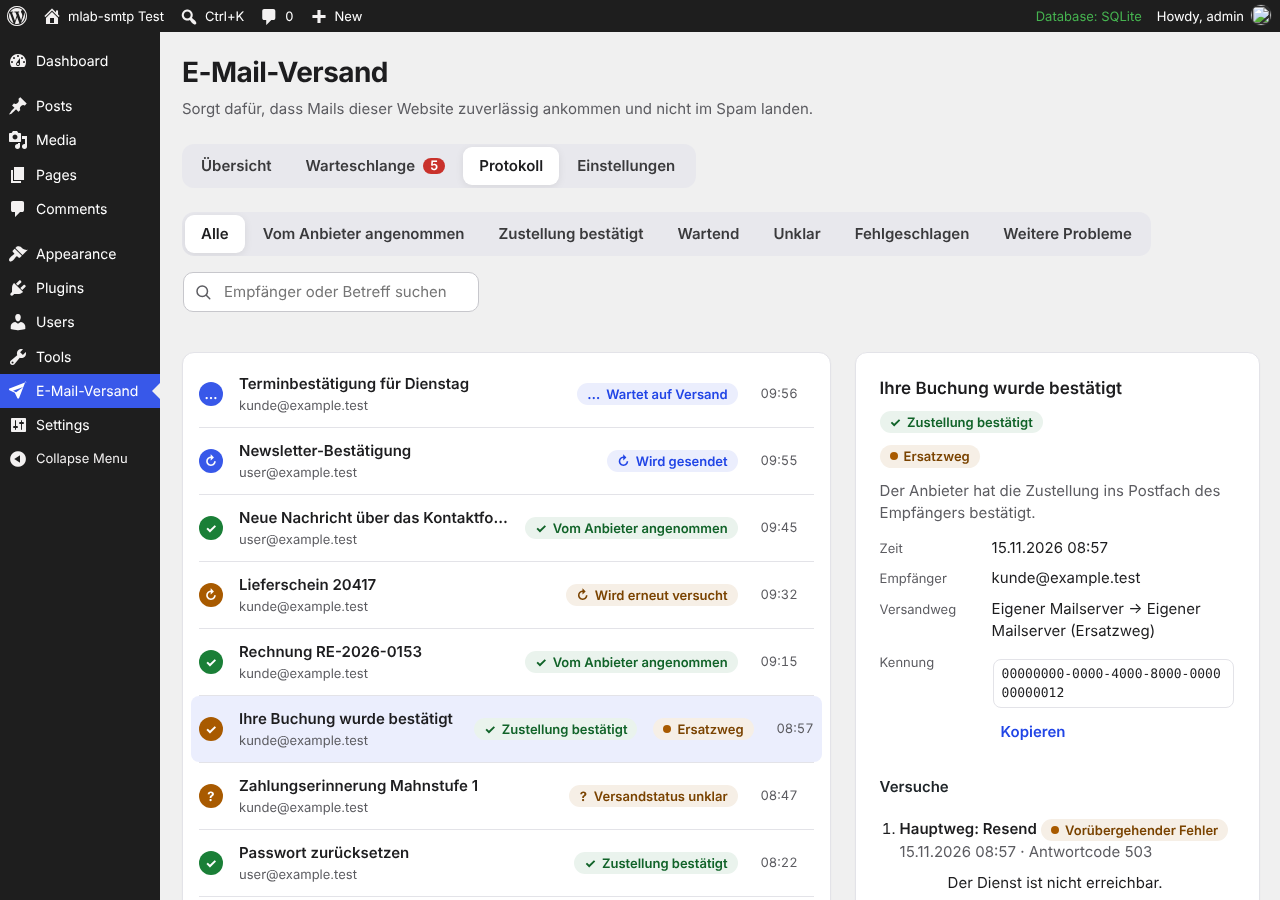 mlab-smtp Test
Ctrl+K
0
New
Database: SQLite
Howdy, admin
Dashboard
Posts
Media
Pages
Comments
Appearance
Plugins
Users
Tools
E-Mail-Versand
Settings
Collapse Menu
E-Mail-Versand
Sorgt dafür, dass Mails dieser Website zuverlässig ankommen und nicht im Spam landen.
Übersicht Warteschlange 5 Protokoll Einstellungen
Alle Vom Anbieter angenommen Zustellung bestätigt Wartend Unklar Fehlgeschlagen Weitere Probleme
Empfänger oder Betreff suchen
Terminbestätigung für Dienstag
kunde@example.test
… Wartet auf Versand
09:56
Newsletter-Bestätigung
user@example.test
Wird gesendet
09:55
Neue Nachricht über das Kontaktfo…
user@example.test
Vom Anbieter angenommen
09:45
Lieferschein 20417
kunde@example.test
Wird erneut versucht
09:32
Rechnung RE-2026-0153
kunde@example.test
Vom Anbieter angenommen
09:15
Ihre Buchung wurde bestätigt
kunde@example.test
Zustellung bestätigt
Ersatzweg
08:57
Zahlungserinnerung Mahnstufe 1
kunde@example.test
? Versandstatus unklar
08:47
Passwort zurücksetzen
user@example.test
Zustellung bestätigt
08:22
Ihre Buchung wurde bestätigt
Zustellung bestätigt
Ersatzweg
Der Anbieter hat die Zustellung ins Postfach des
Empfängers bestätigt.
Zeit 15.11.2026 08:57
Empfänger kunde@example.test
Versandweg Eigener Mailserver → Eigener
Mailserver (Ersatzweg)
Kennung 00000000-0000-4000-8000-0000
00000012
Kopieren
Versuche
1. Hauptweg: Resend Vorübergehender Fehler
15.11.2026 08:57 · Antwortcode 503
Der Dienst ist nicht erreichbar.